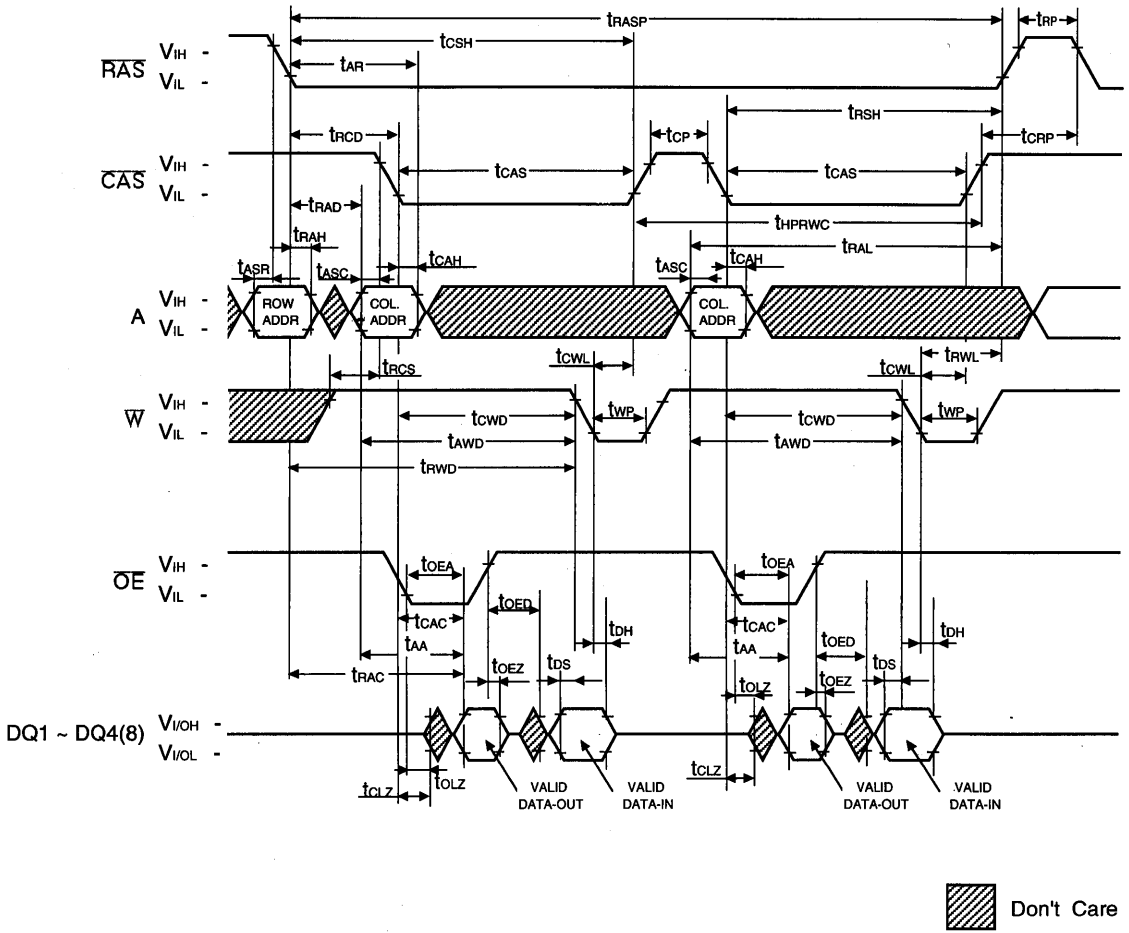 tRASP
tRP
tCSH
RAS
VIH -
tAR
VIL -
tRSH
tRCD
tCP
tCRP
CAS
VIH -
tCAS
tCAS
VIL -
tRAD
tHPRWC
tRAH
tRAL
tASR
tASC
tCAH
tASC
tCAH
A
VIH -
ROW ADDR
COL. ADDR
COL. ADDR
VIL -
tRCS
tCWL
tRWL
tCWL
W
VIH -
tCWD
tWP
tCWD
tWP
VIL -
tAWD
tAWD
tRWD
OE
VIH -
tOEA
tOEA
VIL -
tOED
tCAC
tCAC
tDH
tOED
tDH
tAA
tAA
tOEZ
tDS
tDS
tRAC
tOLZ
tOEZ
DQ1 ~ DQ4(8)
VI/OH -
VI/OL -
tCLZ
tOLZ
tCLZ
VALID DATA-OUT
VALID DATA-IN
VALID DATA-OUT
VALID DATA-IN
Don't Care